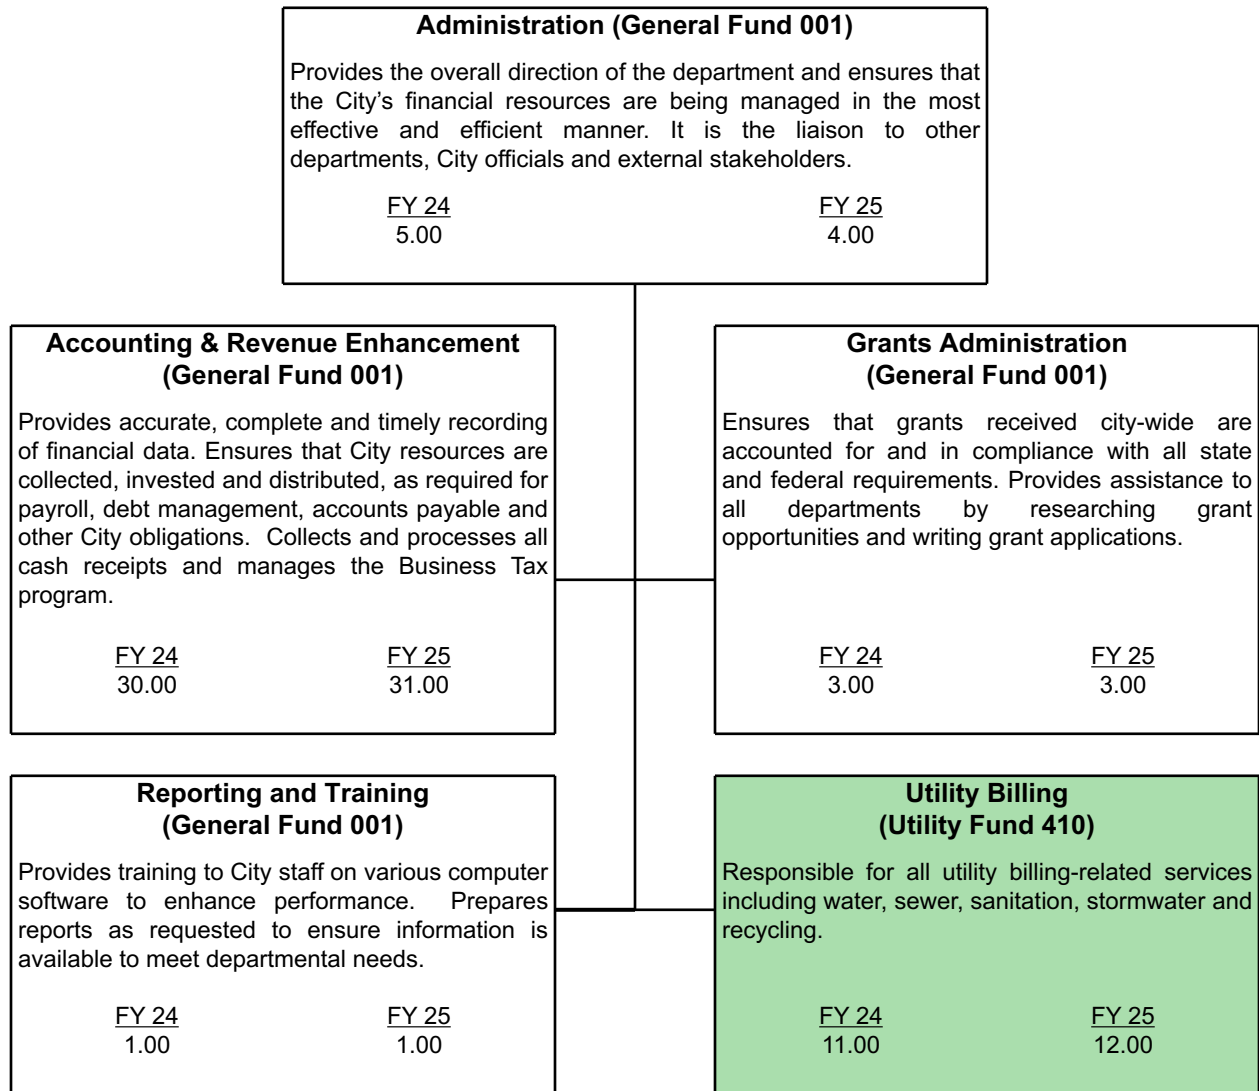 Administration (General Fund 001)
Provides the overall direction of the department and ensures that
the City’s financial resources are being managed in the most
effective and efficient manner. It is the liaison to other
departments, City officials and external stakeholders.
FY 24 FY 25
5.00 4.00
Accounting & Revenue Enhancement
(General Fund 001)
Provides accurate, complete and timely recording
of financial data. Ensures that City resources are
collected, invested and distributed, as required for
payroll, debt management, accounts payable and
other City obligations. Collects and processes all
cash receipts and manages the Business Tax
program.
FY 24 FY 25
30.00 31.00
Grants Administration
(General Fund 001)
Ensures that grants received city-wide are
accounted for and in compliance with all state
and federal requirements. Provides assistance to
all departments by researching grant
opportunities and writing grant applications.
FY 24 FY 25
3.00 3.00
Reporting and Training
(General Fund 001)
Provides training to City staff on various computer
software to enhance performance. Prepares
reports as requested to ensure information is
available to meet departmental needs.
FY 24 FY 25
1.00 1.00
Utility Billing
(Utility Fund 410)
Responsible for all utility billing-related services
including water, sewer, sanitation, stormwater and
recycling.
FY 24 FY 25
11.00 12.00